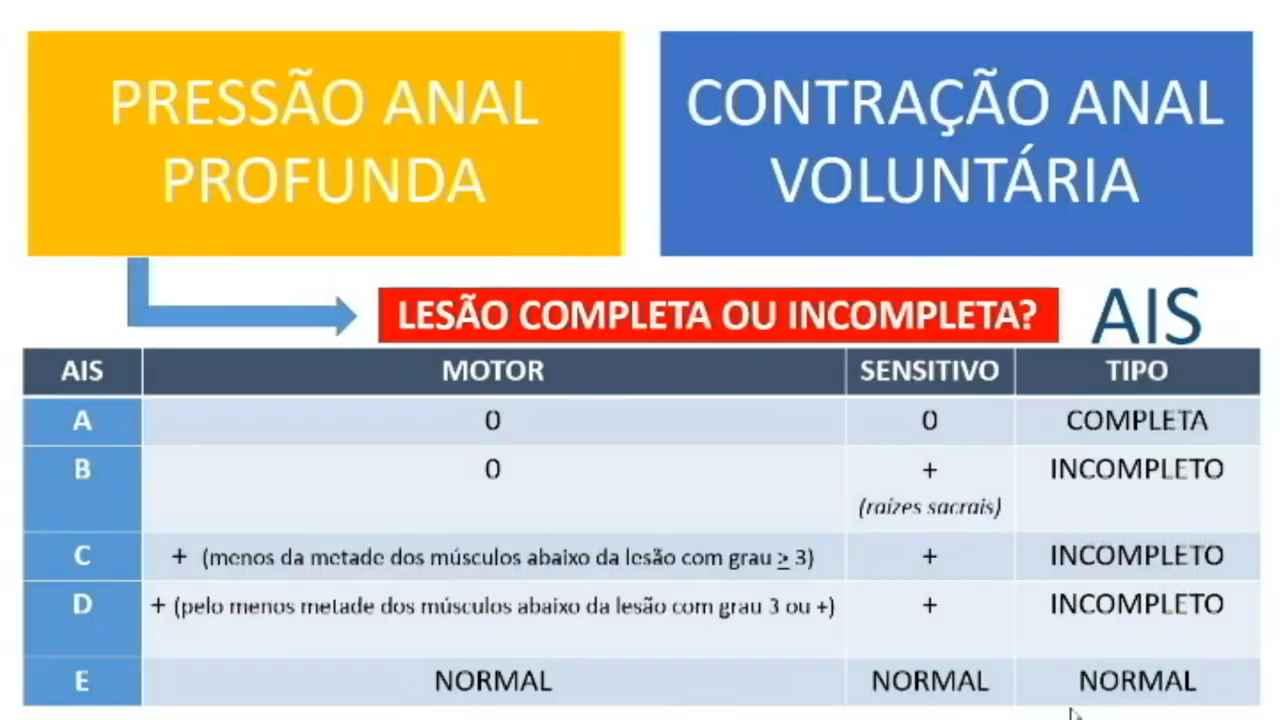 PRESSÃO ANAL
PROFUNDA
CONTRAÇÃO ANAL
VOLUNTÁRIA
LESÃO COMPLETA OU INCOMPLETA?
AIS
AIS MOTOR SENSITIVO TIPO
A 0 0 COMPLETA
B 0 + INCOMPLETO
(raízes sacrais)
C + (menos da metade dos músculos abaixo da lesão com grau ≥ 3) + INCOMPLETO
D + (pelo menos metade dos músculos abaixo da lesão com grau 3 ou +) + INCOMPLETO
E NORMAL NORMAL NORMAL